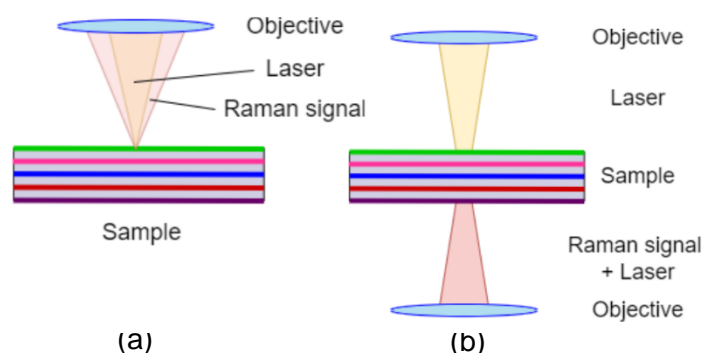 Objective
Laser
Raman signal
Sample
(a)
Objective
Laser
Sample
Raman signal
+ Laser
Objective
(b)